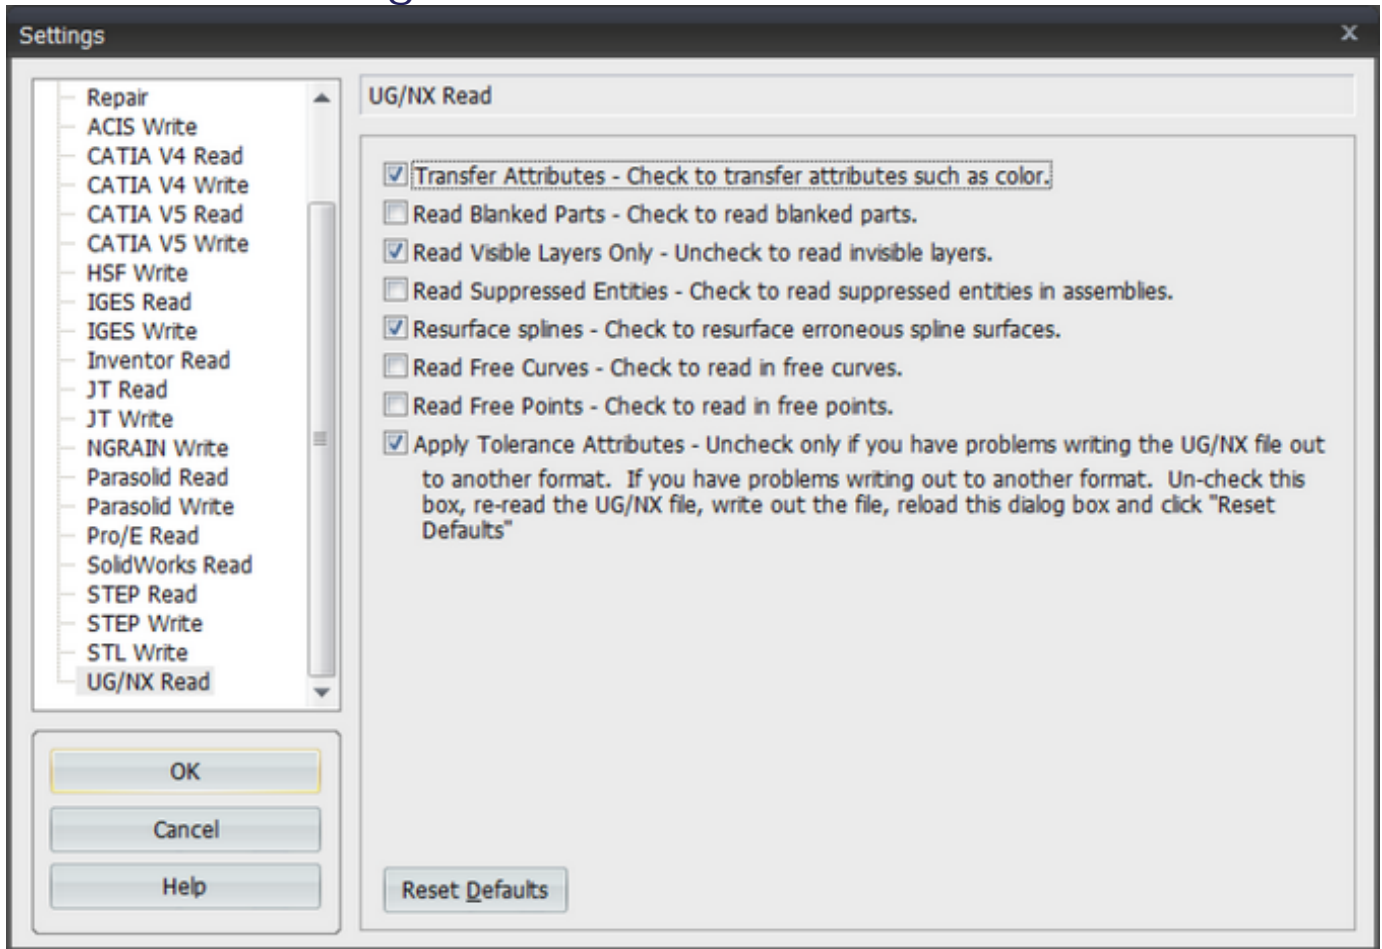 Settings
x
Repair
ACIS Write
CATIA V4 Read
CATIA V4 Write
CATIA V5 Read
CATIA V5 Write
HSF Write
IGES Read
IGES Write
Inventor Read
JT Read
JT Write
NGRAIN Write
Parasolid Read
Parasolid Write
Pro/E Read
SolidWorks Read
STEP Read
STEP Write
STL Write
UG/NX Read
OK
Cancel
Help
UG/NX Read
Transfer Attributes - Check to transfer attributes such as color.
Read Blanked Parts - Check to read blanked parts.
Read Visible Layers Only - Uncheck to read invisible layers.
Read Suppressed Entities - Check to read suppressed entities in assemblies.
Resurface splines - Check to resurface erroneous spline surfaces.
Read Free Curves - Check to read in free curves.
Read Free Points - Check to read in free points.
Apply Tolerance Attributes - Uncheck only if you have problems writing the UG/NX file out
to another format.  If you have problems writing out to another format.  Un-check this
box, re-read the UG/NX file, write out the file, reload this dialog box and click "Reset
Defaults"
Reset Defaults